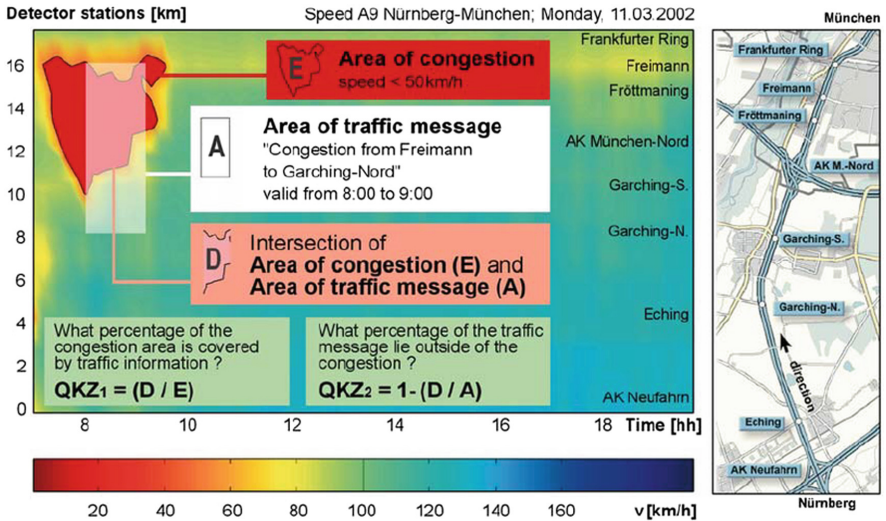 Detector stations [km]
Speed A9 Nürnberg-München; Monday, 11.03.2002
16
14
12
10
8
6
4
2
0
E
Area of congestion
speed < 50km/h
A
Area of traffic message
"Congestion from Freimann
to Garching-Nord"
valid from 8:00 to 9:00
D
Intersection of
Area of congestion (E) and
Area of traffic message (A)
What percentage of the
congestion area is covered
by traffic information ?
QKZ1 = (D / E)
What percentage of the traffic
message lie outside of the
congestion ?
QKZ2 = 1- (D / A)
Frankfurter Ring
Freimann
Fröttmaning
AK München-Nord
Garching-S.
Garching-N.
Eching
AK Neufahrn
8 10 12 14 16 18 Time [hh]
20 40 60 80 100 120 140 160 v [km/h]
München
Frankfurter Ring
Freimann
Fröttmaning
AK M.-Nord
Garching-S.
Garching-N.
direction
Eching
AK Neufahrn
Nürnberg